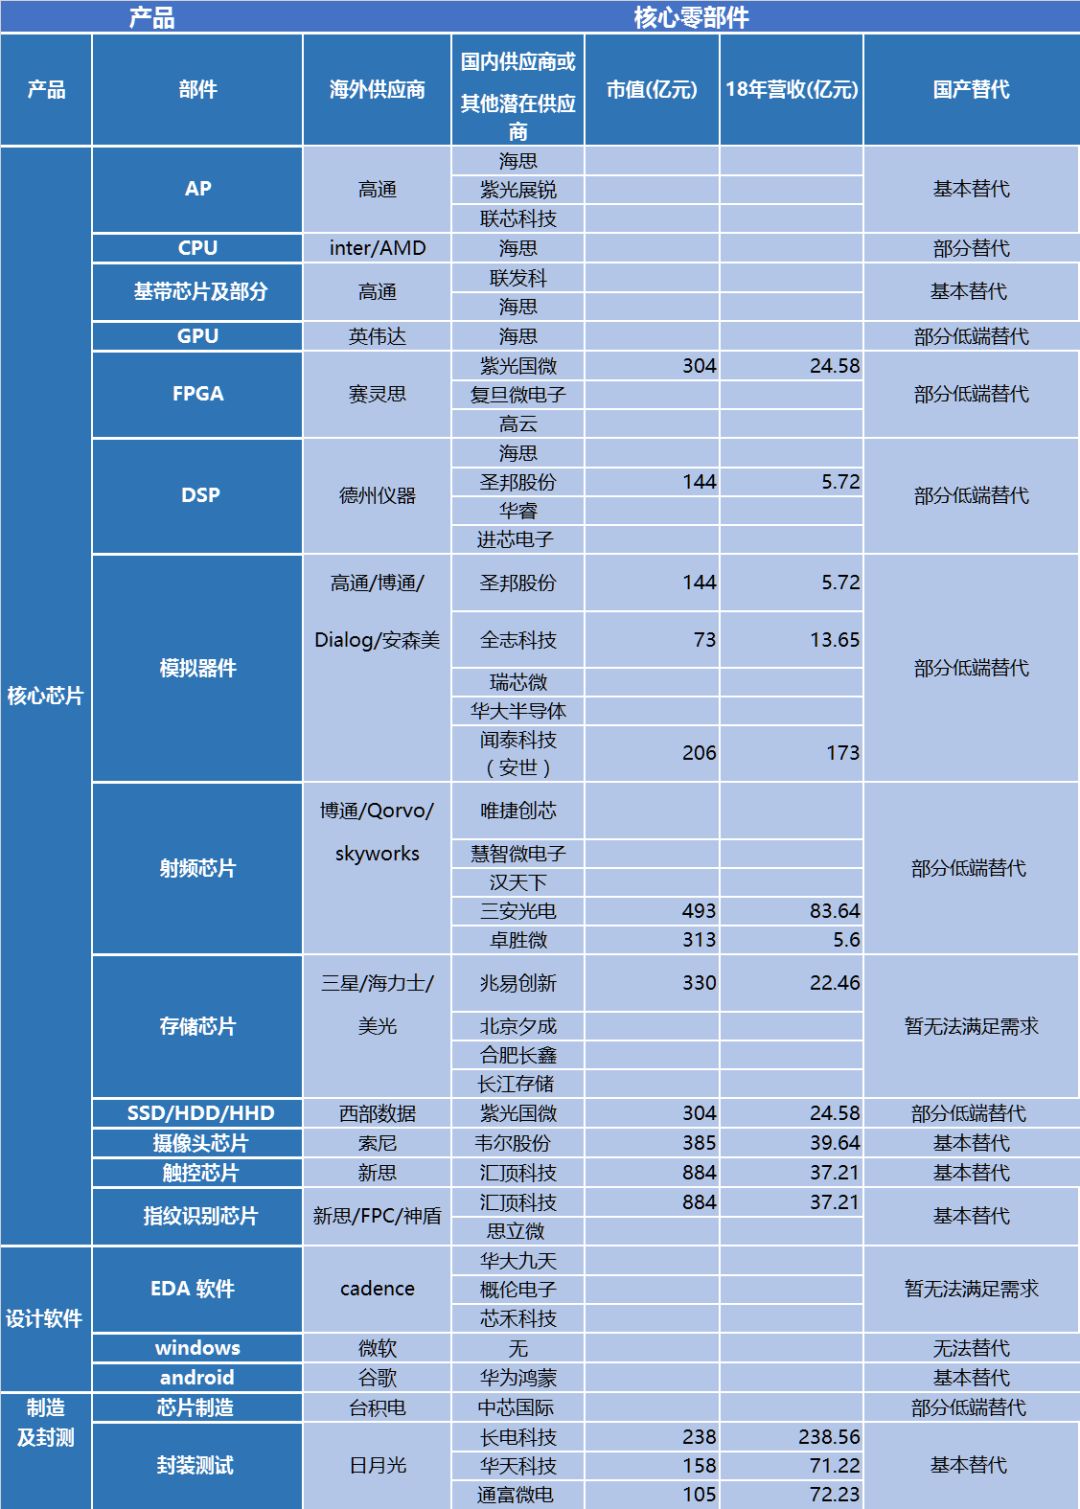 产品 核心零部件
产品 部件 海外供应商 国内供应商或其他潜在供应商 市值(亿元) 18年营收(亿元) 国产替代
核心芯片
AP 高通 海思 基本替代
紫光展锐
联芯科技
CPU inter/AMD 海思 部分替代
基带芯片及部分 高通 联发科 基本替代
海思
GPU 英伟达 海思 部分低端替代
FPGA 赛灵思 紫光国微 304 24.58 部分低端替代
复旦微电子
高云
DSP 德州仪器 海思 部分低端替代
圣邦股份 144 5.72
华睿
进芯电子
模拟器件 高通/博通/ 圣邦股份 144 5.72 部分低端替代
Dialog/安森美 全志科技 73 13.65
瑞芯微
华大半导体
闻泰科技 206 173
（安世）
射频芯片 博通/Qorvo/ 唯捷创芯 部分低端替代
skyworks 慧智微电子
汉天下
三安光电 493 83.64
卓胜微 313 5.6
存储芯片 三星/海力士/ 兆易创新 330 22.46 暂无法满足需求
美光 北京夕成
合肥长鑫
长江存储
SSD/HDD/HHD 西部数据 紫光国微 304 24.58 部分低端替代
摄像头芯片 索尼 韦尔股份 385 39.64 基本替代
触控芯片 新思 汇顶科技 884 37.21 基本替代
指纹识别芯片 新思/FPC/神盾 汇顶科技 884 37.21 基本替代
思立微
设计软件
EDA 软件 cadence 华大九天 暂无法满足需求
概伦电子
芯禾科技
windows 微软 无 无法替代
android 谷歌 华为鸿蒙 基本替代
制造
及封测
芯片制造 台积电 中芯国际 部分低端替代
封装测试 日月光 长电科技 238 238.56 基本替代
华天科技 158 71.22
通富微电 105 72.23